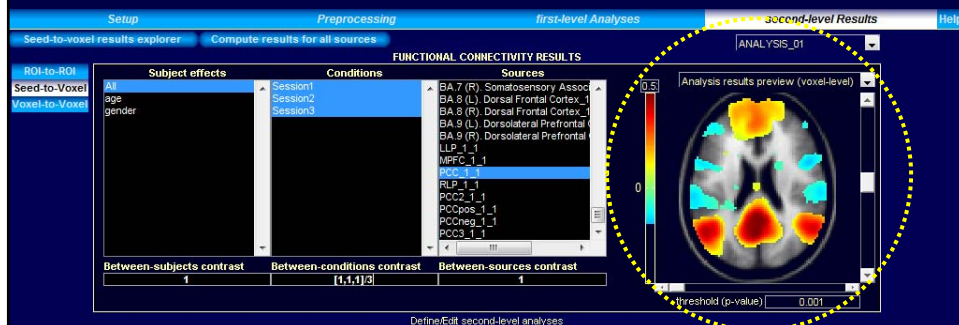 Setup Preprocessing first-level Analyses second-level Results Help
Seed-to-voxel results explorer Compute results for all sources ANALYSIS_01
FUNCTIONAL CONNECTIVITY RESULTS
ROI-to-ROI
Seed-to-Voxel
Voxel-to-Voxel
Subject effects
All
age
gender
Between-subjects contrast
1
Conditions
Session1
Session2
Session3
Between-conditions contrast
[1,1,1]/3
Sources
BA.7 (R). Somatosensory Associ
BA.8 (L). Dorsal Frontal Cortex_1
BA.8 (R). Dorsal Frontal Cortex_1
BA.9 (L). Dorsolateral Prefrontal
BA.9 (R). Dorsolateral Prefrontal
LLP_1_1
MPFC_1_1
PCC_1_1
RLP_1_1
PCC2_1_1
PCCpos_1_1
PCCneg_1_1
PCC3_1_1
Between-sources contrast
1
Analysis results preview (voxel-level)
0.5
0
threshold (p-value) 0.001
Define/Edit second-level analyses